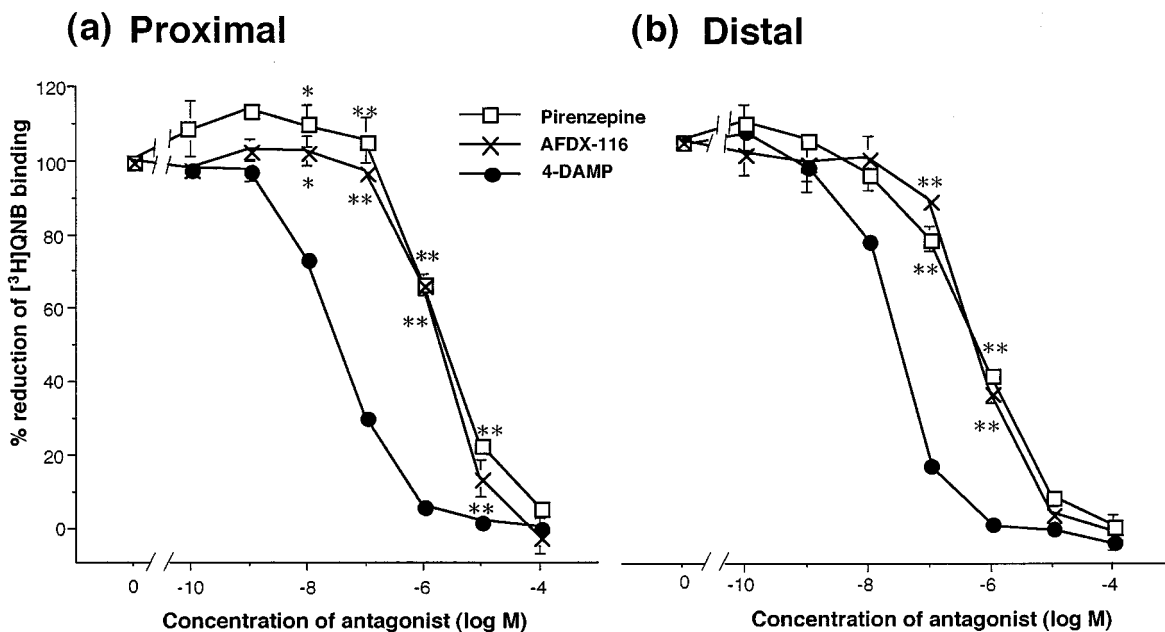 (a) Proximal
(b) Distal
120
100
80
60
40
20
0
% reduction of [³H]QNB binding
* ** 
* **
**
**
**
**
Pirenzepine
AFDX-116
4-DAMP
**
**
**
**
0 -10 -8 -6 -4
0 -10 -8 -6 -4
Concentration of antagonist (log M)
Concentration of antagonist (log M)